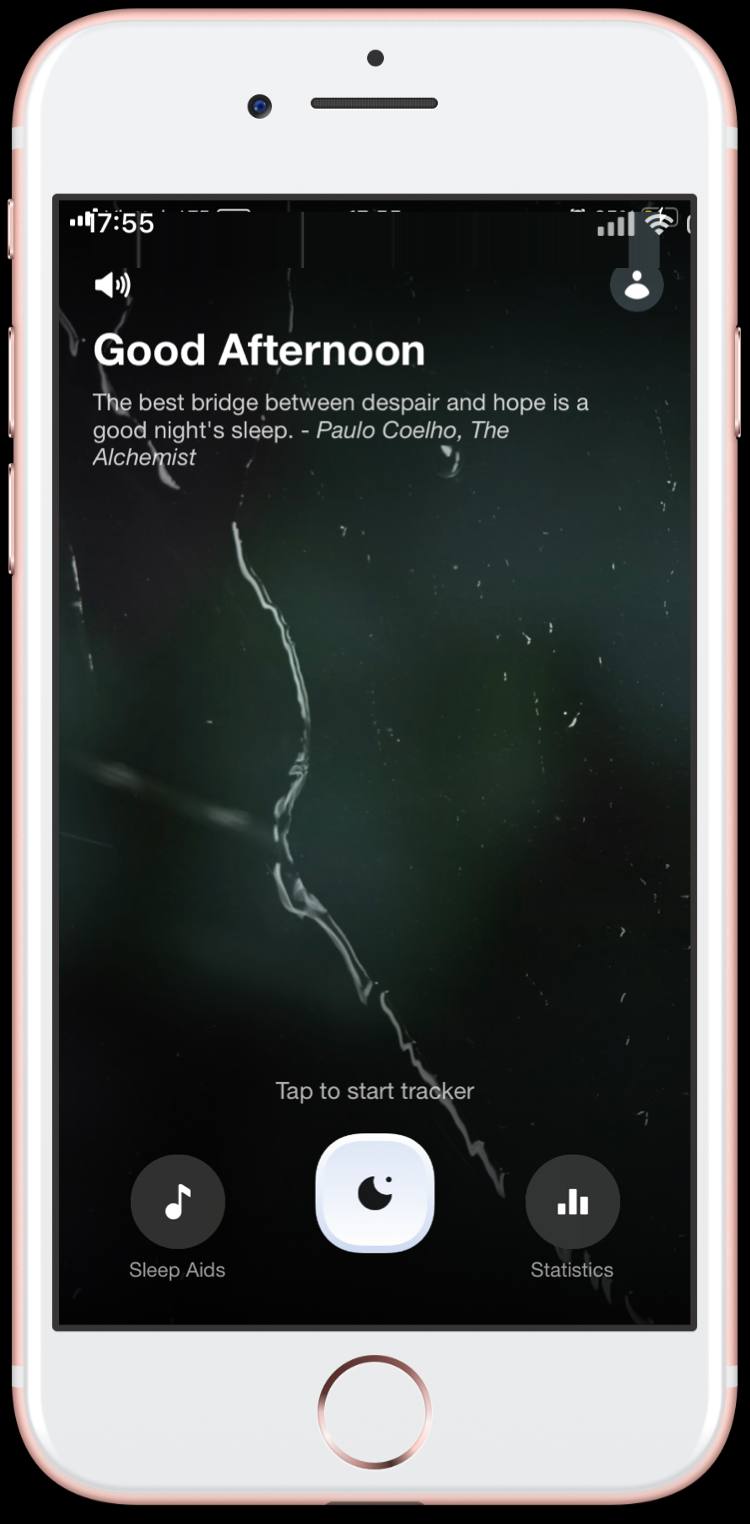 17:55
Good Afternoon
The best bridge between despair and hope is a
good night's sleep. - Paulo Coelho, The
Alchemist
Tap to start tracker
Sleep Aids
Statistics